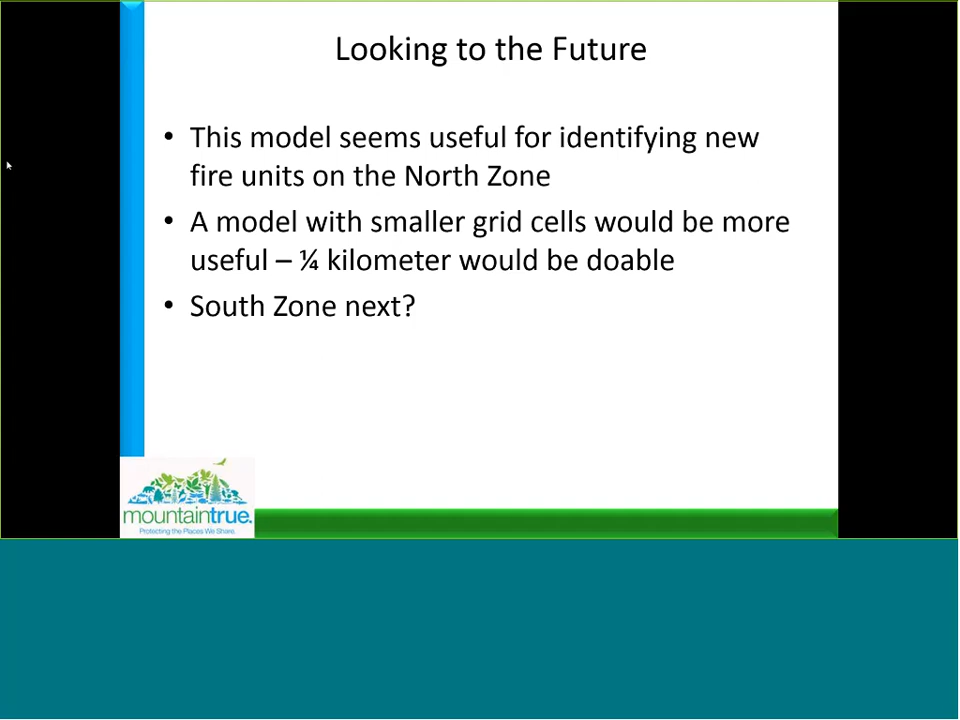 Looking to the Future
• This model seems useful for identifying new
fire units on the North Zone
• A model with smaller grid cells would be more
useful – ¼ kilometer would be doable
• South Zone next?
mountaintrue.
Protecting the Places We Share